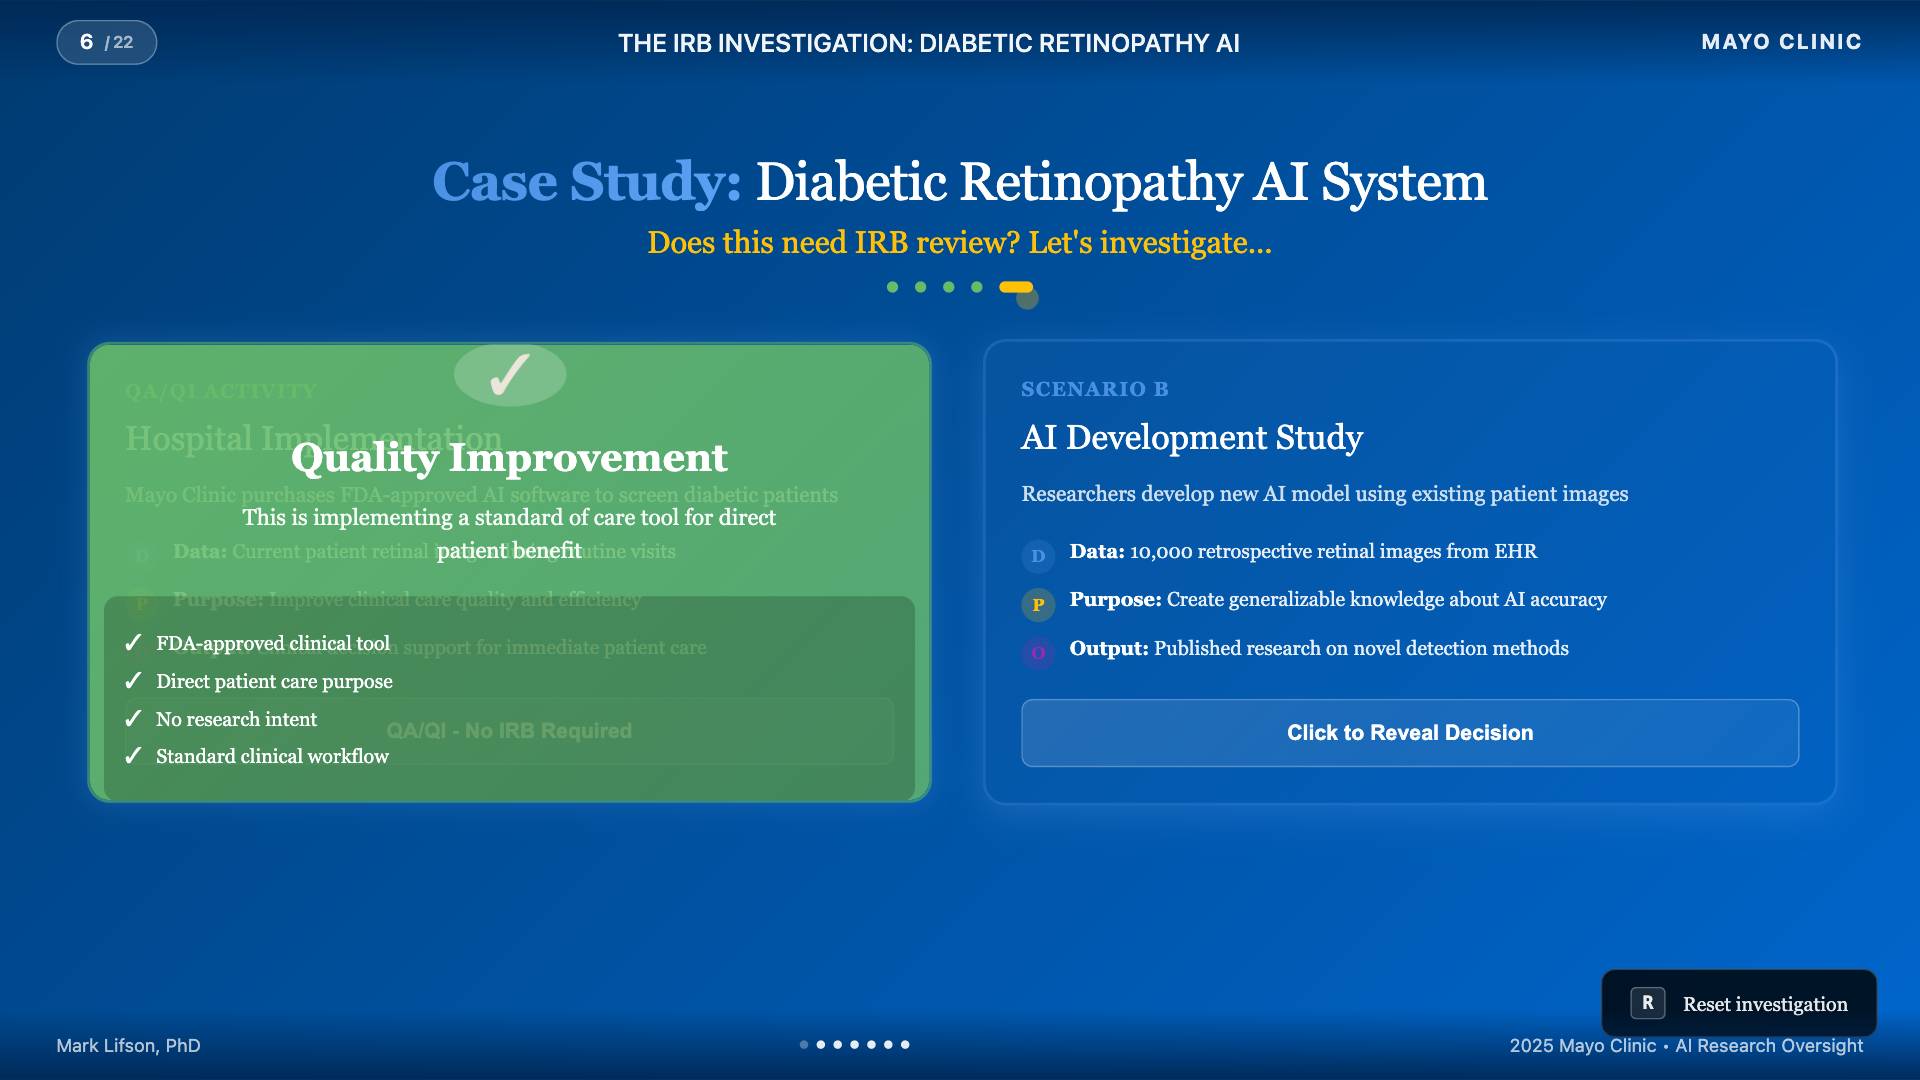 6 /22
THE IRB INVESTIGATION: DIABETIC RETINOPATHY AI
MAYO CLINIC
Case Study: Diabetic Retinopathy AI System
Does this need IRB review? Let's investigate...
QA/QI ACTIVITY
Hospital Implementation
✓
Quality Improvement
Mayo Clinic purchases FDA-approved AI software to screen diabetic patients
This is implementing a standard of care tool for direct
patient benefit
D
Data: Current patient retinal routine visits
P
Purpose: Improve clinical care quality and efficiency
support for immediate patient care
✓ FDA-approved clinical tool
✓ Direct patient care purpose
✓ No research intent
✓ Standard clinical workflow
QA/QI - No IRB Required
SCENARIO B
AI Development Study
Researchers develop new AI model using existing patient images
D Data: 10,000 retrospective retinal images from EHR
P Purpose: Create generalizable knowledge about AI accuracy
O Output: Published research on novel detection methods
Click to Reveal Decision
R Reset investigation
Mark Lifson, PhD
2025 Mayo Clinic • AI Research Oversight